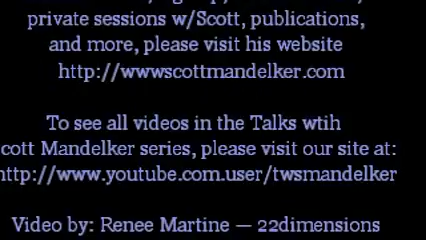 private sessions w/Scott, publications,
and more, please visit his website
http://wwwscottmandelker.com
To see all videos in the Talks wtih
cott Mandelker series, please visit our site at:
http://www.youtube.com.user/twsmandelker
Video by: Renee Martine — 22dimensions